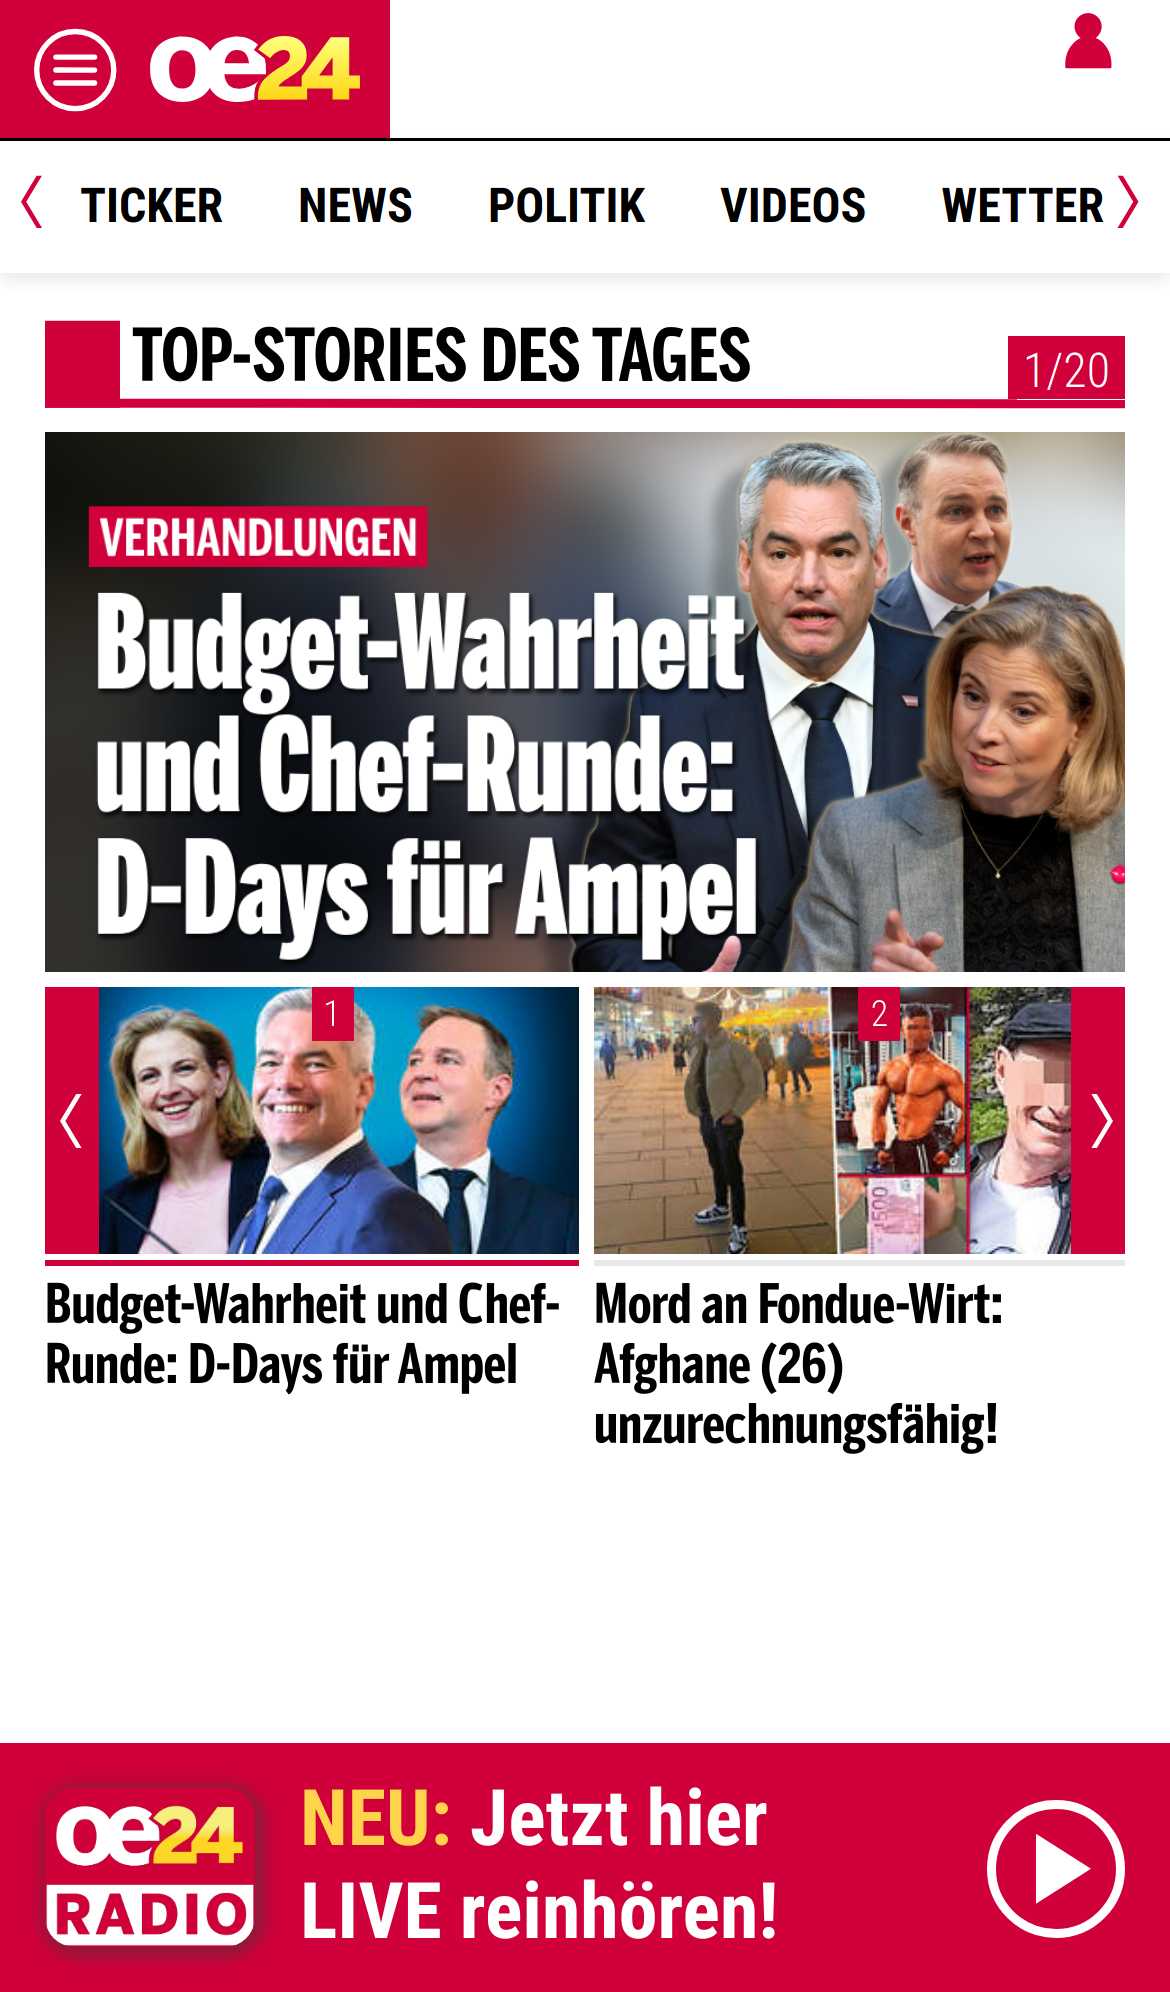 oe24
TICKER NEWS POLITIK VIDEOS WETTER
TOP-STORIES DES TAGES
1/20
VERHANDLUNGEN
Budget-Wahrheit
und Chef-Runde:
D-Days für Ampel
1
2
500
Budget-Wahrheit und Chef-
Runde: D-Days für Ampel
Mord an Fondue-Wirt:
Afghane (26)
unzurechnungsfähig!
oe24
RADIO
NEU: Jetzt hier
LIVE reinhören!